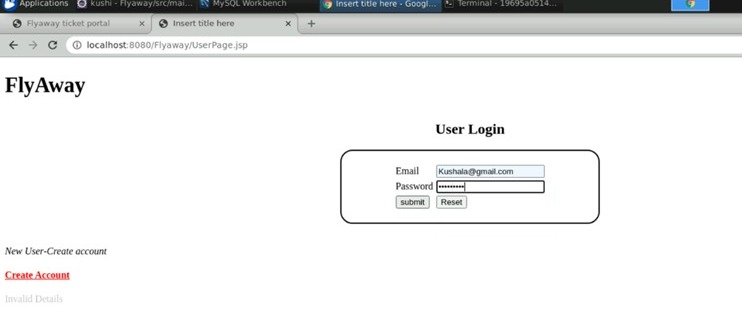 Applications kushi - Flyaway/src/mai... MySQL Workbench Insert title here - Googl... Terminal - 19695a0514...
Flyaway ticket portal Insert title here
localhost:8080/Flyaway/UserPage.jsp
FlyAway
User Login
Email Kushala@gmail.com
Password •••••••••
submit Reset
New User-Create account
Create Account
Invalid Details